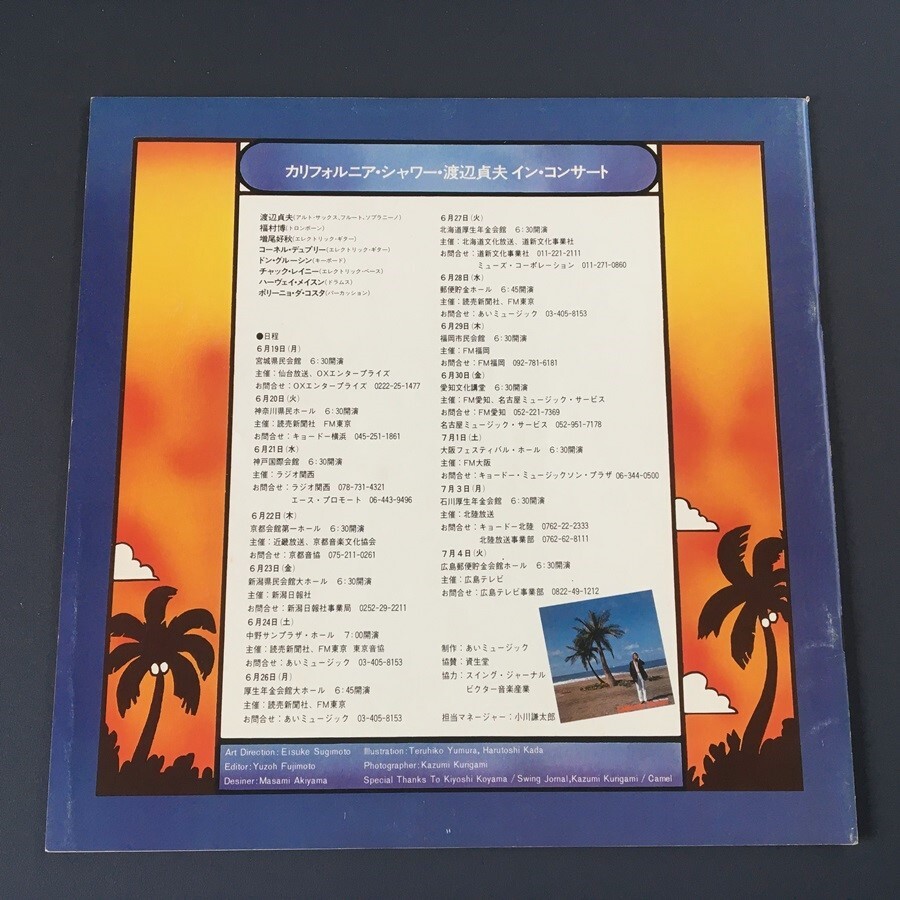 カリフォルニア・シャワー・渡辺貞夫 イン・コンサート
渡辺貞夫(アルト・サックス、フルート、ソプラニーノ)
福村博(トロンボーン)
増尾好秋(エレクトリック・ギター)
コーネル・デュプリー(エレクトリック・ギター)
ドン・グルーシン(キーボード)
チャック・レイニー(エレクトリック・ベース)
ハーヴェイ・メイスン(ドラムス)
ポリーニョ・ダ・コスタ(パーカッション)
●日程
6月19日(月)
宮城県民会館 6:30開演
主催:仙台放送、OXエンタープライズ
お問合せ:OXエンタープライズ 0222-25-1477
6月20日(火)
神奈川県民ホール 6:30開演
主催:読売新聞社 FM東京
お問合せ:キョードー横浜 045-251-1861
6月21日(水)
神戸国際会館 6:30開演
主催:ラジオ関西
お問合せ:ラジオ関西 078-731-4321
エース・プロモート 06-443-9496
6月22日(木)
京都会館第一ホール 6:30開演
主催:近畿放送、京都音楽文化協会
お問合せ:京都音協 075-211-0261
6月23日(金)
新潟県民会館大ホール 6:30開演
主催:新潟日報社
お問合せ:新潟日報社事業局 0252-29-2211
6月24日(土)
中野サンプラザ・ホール 7:00開演
主催:読売新聞社、FM東京 東京音協
お問合せ:あいミュージック 03-405-8153
6月26日(月)
厚生年金会館大ホール 6:45開演
主催:読売新聞社、FM東京
お問合せ:あいミュージック 03-405-8153
6月27日(火)
北海道厚生年金会館 6:30開演
主催:北海道文化放送、道新文化事業社
お問合せ:道新文化事業社 011-221-2111
ミューズ・コーポレーション 011-271-0860
6月28日(水)
郵便貯金ホール 6:45開演
主催:読売新聞社、FM東京
お問合せ:あいミュージック 03-405-8153
6月29日(木)
福岡市民会館 6:30開演
主催:FM福岡
お問合せ:FM福岡 092-781-6181
6月30日(金)
愛知文化講堂 6:30開演
主催:FM愛知、名古屋ミュージック・サービス
お問合せ:FM愛知 052-221-7369
名古屋ミュージック・サービス 052-951-7178
7月1日(土)
大阪フェスティバル・ホール 6:30開演
主催:FM大阪
お問合せ:キョードー・ミュージックソン・プラザ 06-344-0500
7月3日(月)
石川厚生年金会館 6:30開演
主催:北陸放送
お問合せ:キョードー北陸 0762-22-2333
北陸放送事業部 0762-62-8111
7月4日(火)
広島郵便貯金会館ホール 6:30開演
主催:広島テレビ
お問合せ:広島テレビ事業部 0822-49-1212
制作:あいミュージック
協賛:資生堂
協力:スイング・ジャーナル
ビクター音楽産業
担当マネージャー:小川謙太郎
Art Direction:Eisuke Sugimoto Illustration:Teruhiko Yumura, Harutoshi Kada
Editor:Yuzoh Fujimoto Photographer:Kazumi Kurigami
Desiner:Masami Akiyama Special Thanks To Kiyoshi Koyama / Swing Jornal,Kazumi Kurigami / Camel